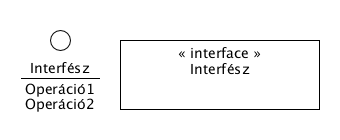 Interfész
Operáció1
Operáció2
« interface »
Interfész